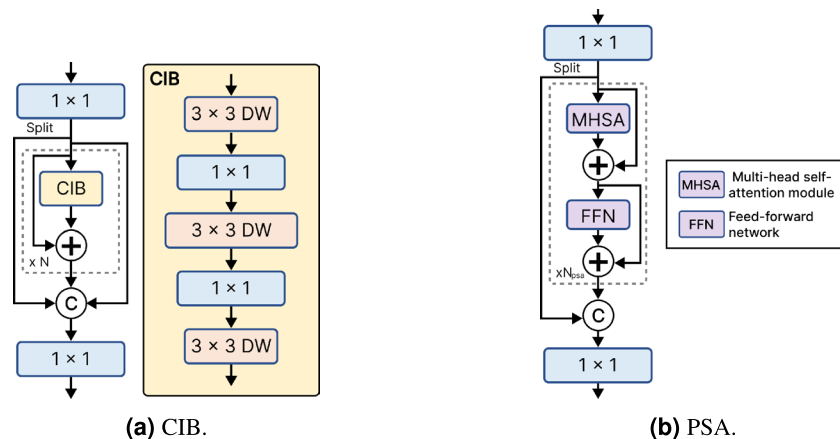 1 × 1
Split
CIB
+
x N
C
1 × 1
CIB
3 × 3 DW
1 × 1
3 × 3 DW
1 × 1
3 × 3 DW
(a) CIB.
1 × 1
Split
MHSA
+
FFN
+
xNpsa
C
1 × 1
MHSA Multi-head self-
attention module
FFN Feed-forward
network
(b) PSA.